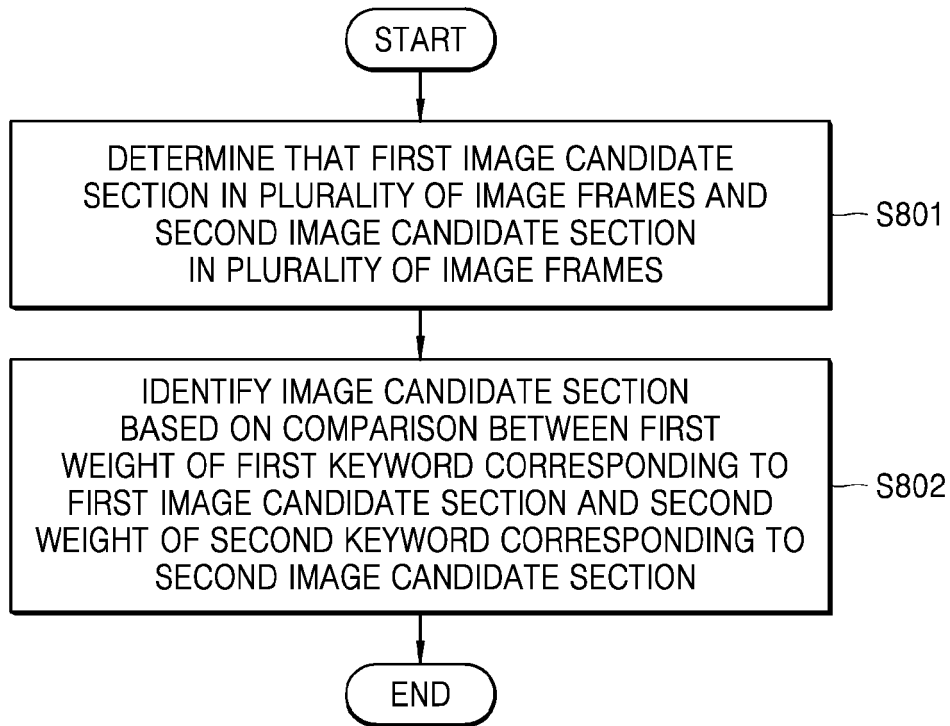 START
DETERMINE THAT FIRST IMAGE CANDIDATE
SECTION IN PLURALITY OF IMAGE FRAMES AND
SECOND IMAGE CANDIDATE SECTION
IN PLURALITY OF IMAGE FRAMES
S801
IDENTIFY IMAGE CANDIDATE SECTION
BASED ON COMPARISON BETWEEN FIRST
WEIGHT OF FIRST KEYWORD CORRESPONDING TO
FIRST IMAGE CANDIDATE SECTION AND SECOND
WEIGHT OF SECOND KEYWORD CORRESPONDING TO
SECOND IMAGE CANDIDATE SECTION
S802
END